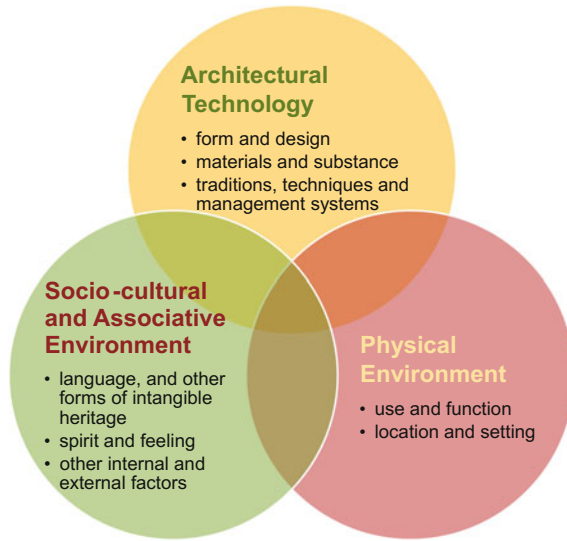 Architectural
Technology
• form and design
• materials and substance
• traditions, techniques and
management systems
Socio-cultural
and Associative
Environment
• language, and other
forms of intangible
heritage
• spirit and feeling
• other internal and
external factors
Physical
Environment
• use and function
• location and setting